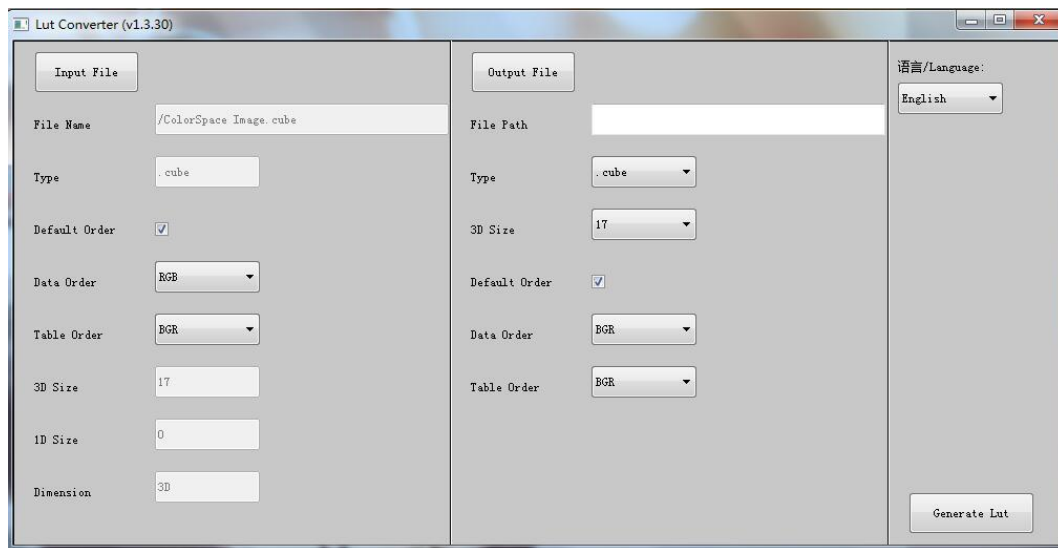 Lut Converter (v1.3.30)
Input File
File Name
/ColorSpace Image.cube
Type
.cube
Default Order
Data Order
RGB
Table Order
BGR
3D Size
17
1D Size
0
Dimension
3D
Output File
File Path
Type
.cube
3D Size
17
Default Order
Data Order
BGR
Table Order
BGR
语言/Language:
English
Generate Lut